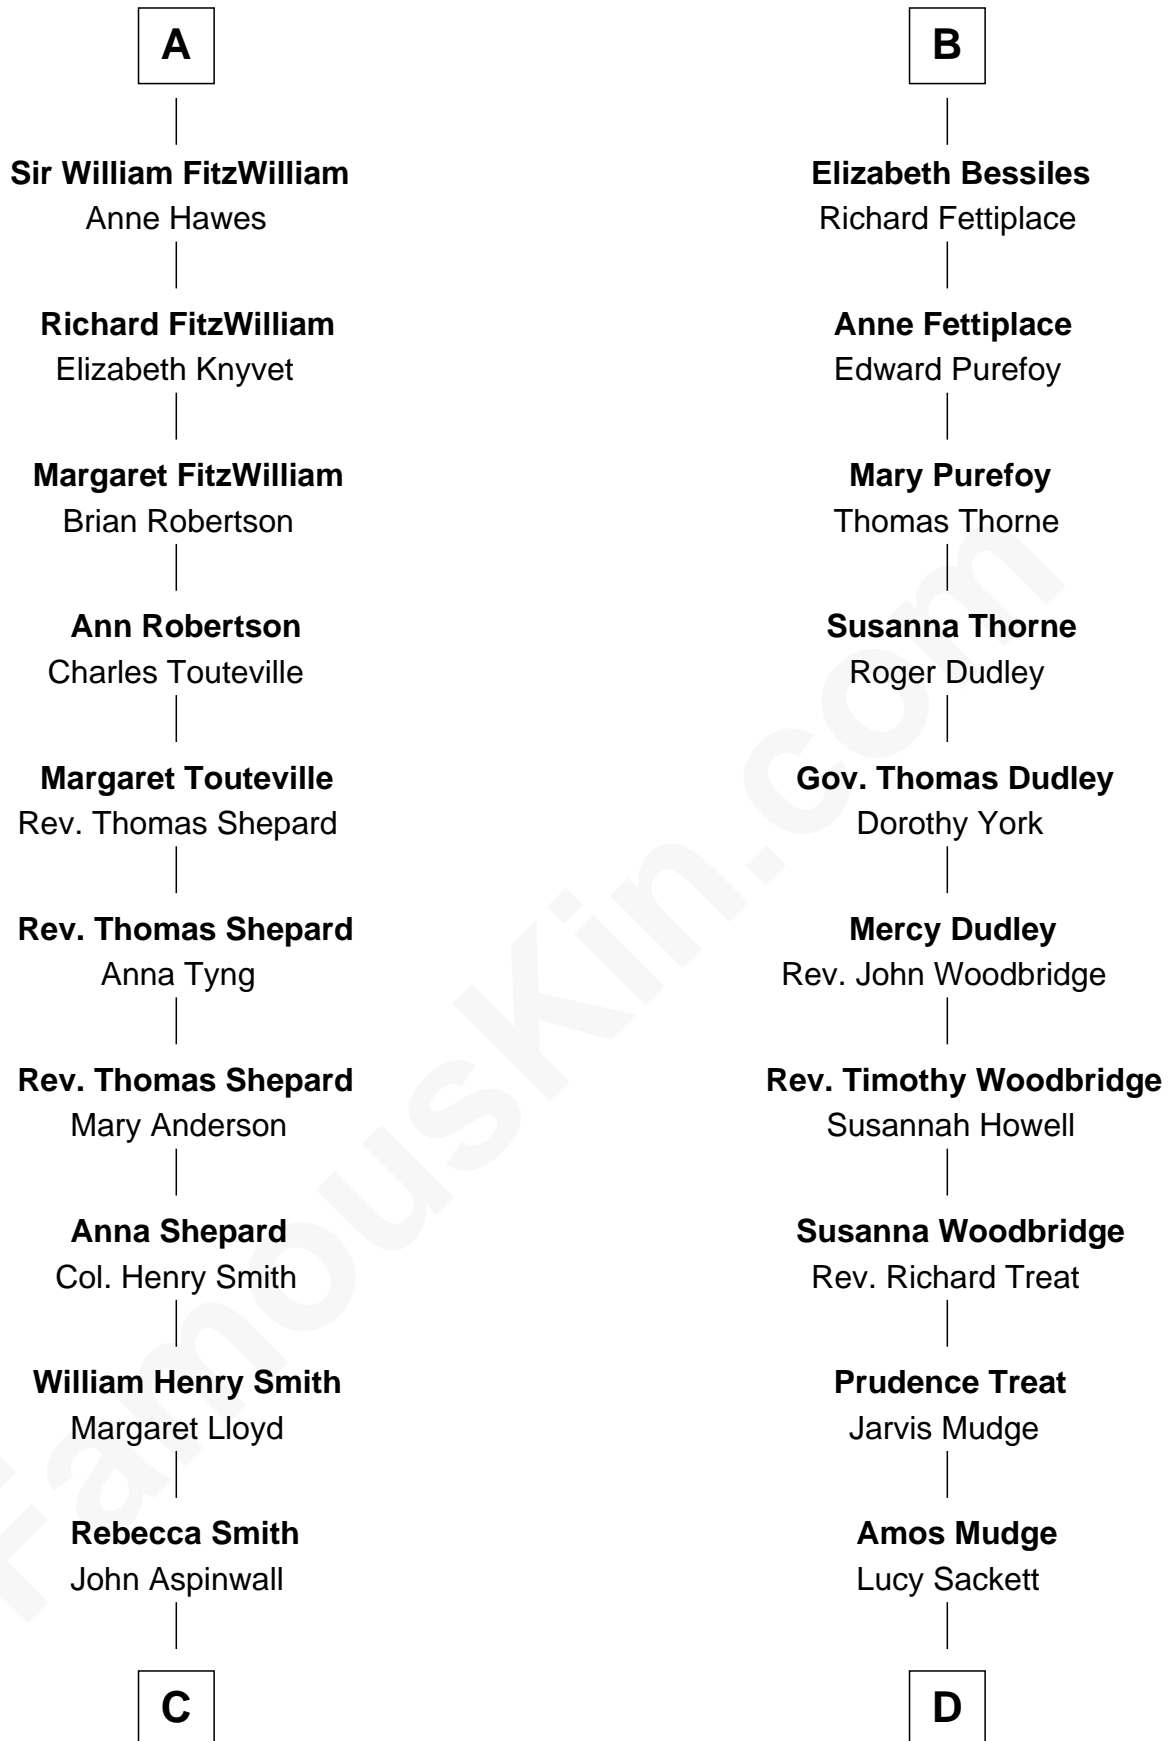 A
Sir William FitzWilliam
Anne Hawes
Richard FitzWilliam
Elizabeth Knyvet
Margaret FitzWilliam
Brian Robertson
Ann Robertson
Charles Touteville
Margaret Touteville
Rev. Thomas Shepard
Rev. Thomas Shepard
Anna Tyng
Rev. Thomas Shepard
Mary Anderson
Anna Shepard
Col. Henry Smith
William Henry Smith
Margaret Lloyd
Rebecca Smith
John Aspinwall
C
B
Elizabeth Bessiles
Richard Fettiplace
Anne Fettiplace
Edward Purefoy
Mary Purefoy
Thomas Thorne
Susanna Thorne
Roger Dudley
Gov. Thomas Dudley
Dorothy York
Mercy Dudley
Rev. John Woodbridge
Rev. Timothy Woodbridge
Susannah Howell
Susanna Woodbridge
Rev. Richard Treat
Prudence Treat
Jarvis Mudge
Amos Mudge
Lucy Sackett
D
FamousKin.com